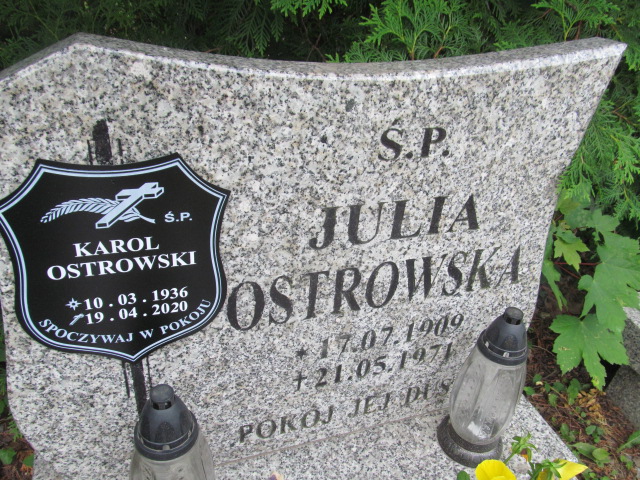 Ś.P.
KAROL
OSTROWSKI
10.03.1936
19.04.2020
SPOCZYWAJ W POKOJU
Ś.P.
JULIA
OSTROWSKA
* 17.07.1909
+ 21.05.1971
POKÓJ JEJ